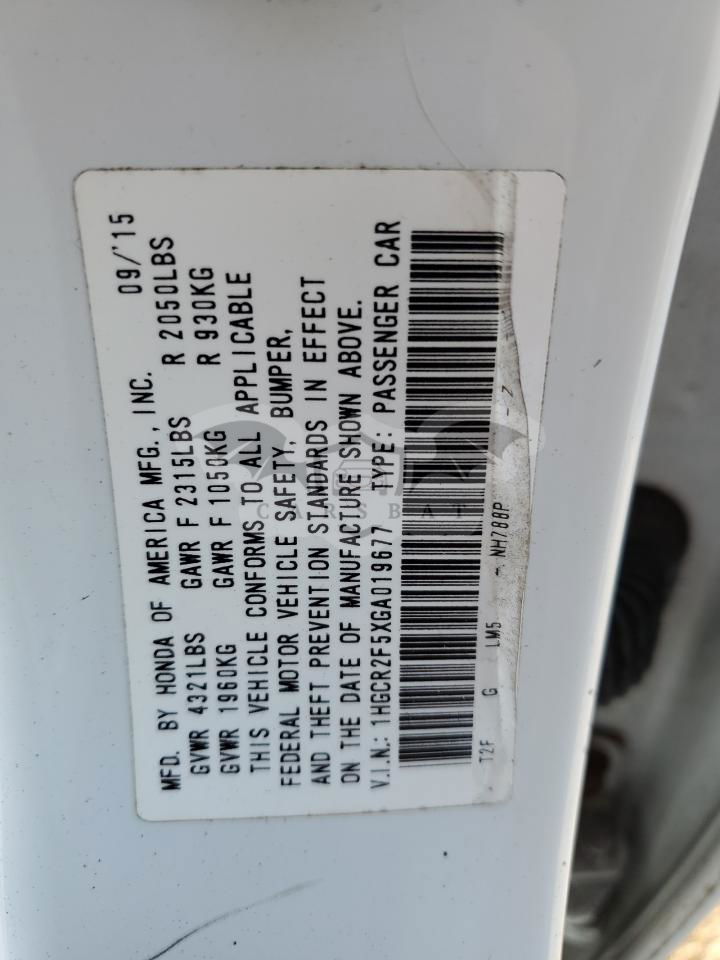 MFD. BY HONDA OF AMERICA MFG., INC. 09/'15
GVWR 4321LBS GAWR F 2315LBS R 2050LBS
GVWR 1960KG GAWR F 1050KG R 930KG
THIS VEHICLE CONFORMS TO ALL APPLICABLE
FEDERAL MOTOR VEHICLE SAFETY, BUMPER,
AND THEFT PREVENTION STANDARDS IN EFFECT
ON THE DATE OF MANUFACTURE SHOWN ABOVE.
V.I.N.: 1HGCR2F5XGA019677 TYPE: PASSENGER CAR
T2F G LM5 - NH788P - Z
CARSBAT